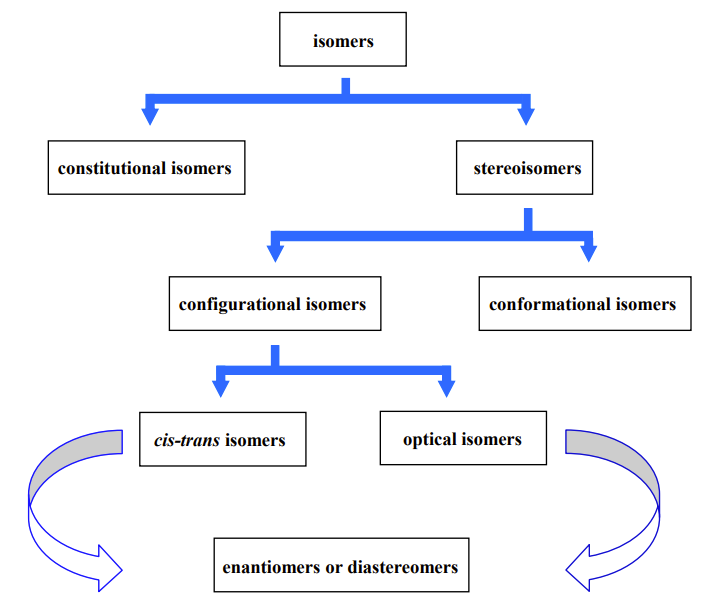 isomers
constitutional isomers
stereoisomers
configurational isomers
conformational isomers
cis-trans isomers
optical isomers
enantiomers or diastereomers